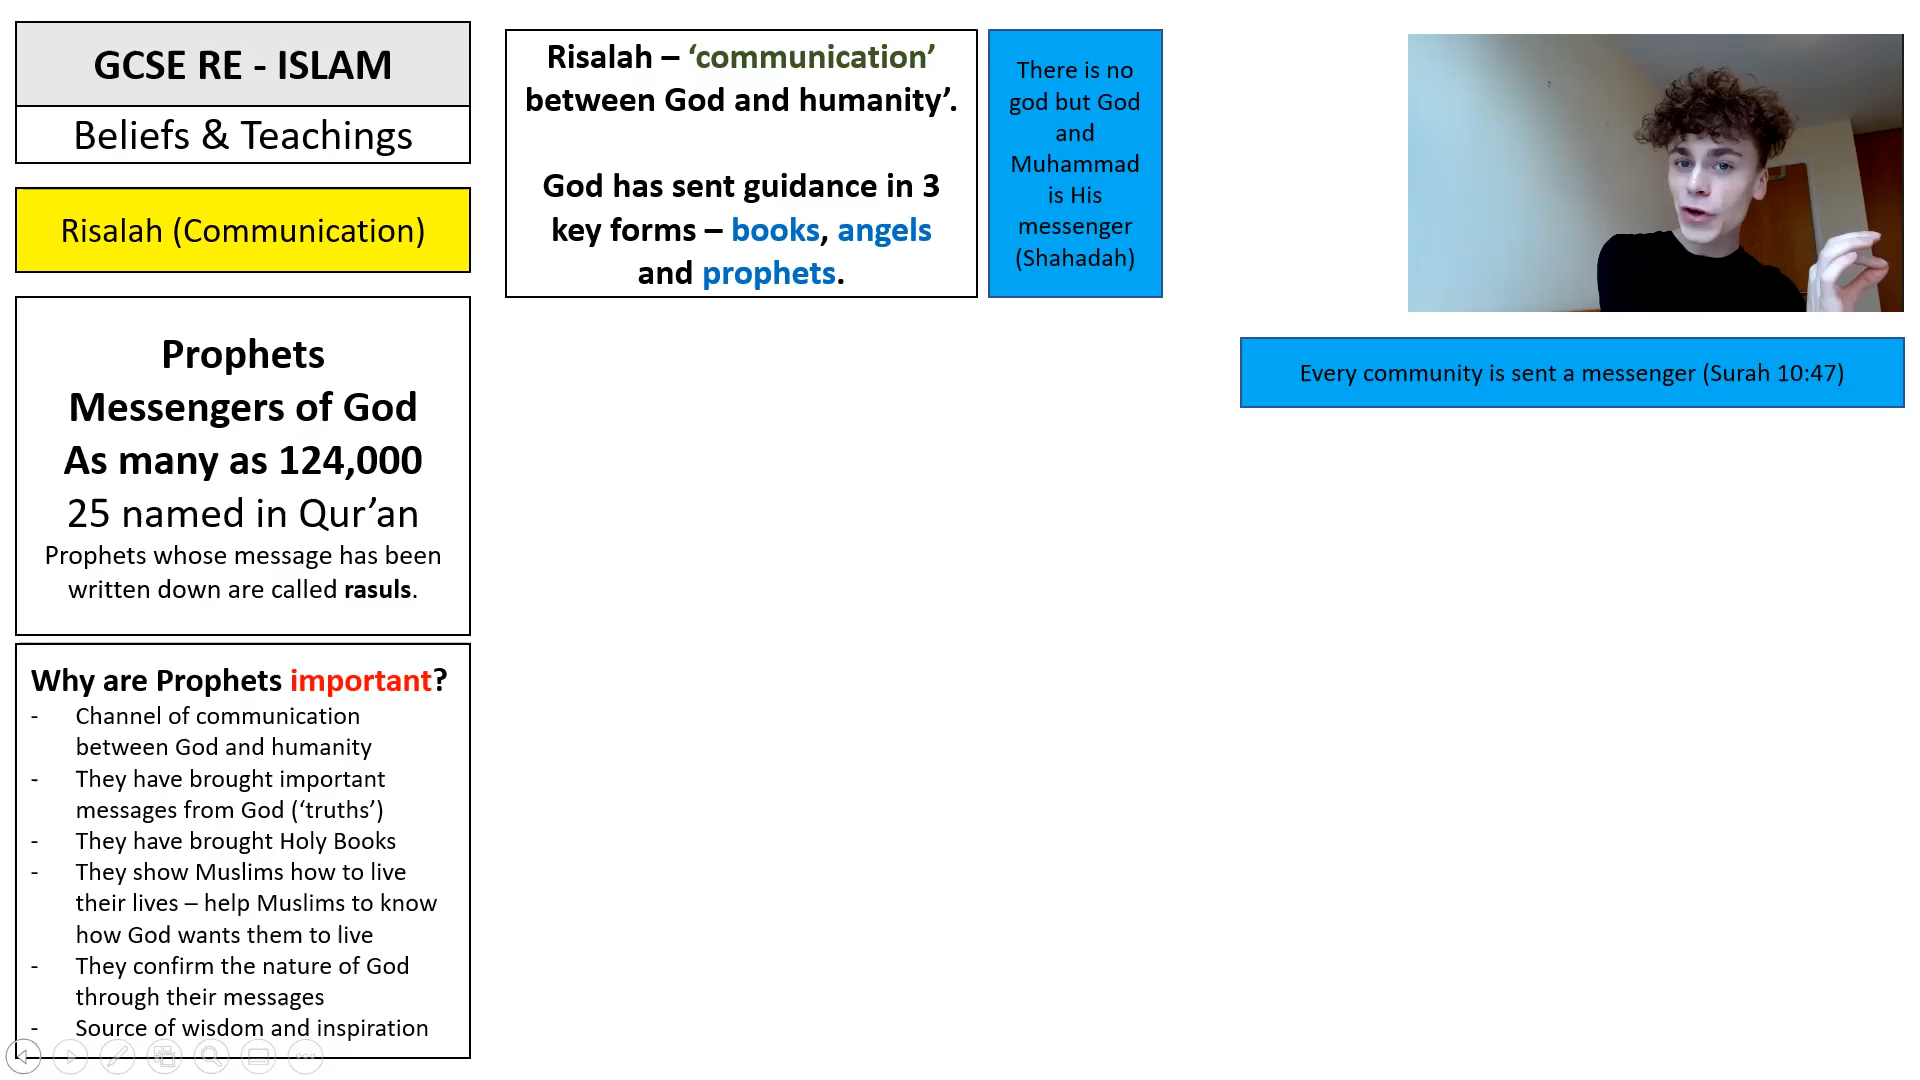 GCSE RE - ISLAM
Beliefs & Teachings
Risalah (Communication)
Prophets
Messengers of God
As many as 124,000
25 named in Qur’an
Prophets whose message has been
written down are called rasuls.
Why are Prophets important?
- Channel of communication
between God and humanity
- They have brought important
messages from God (‘truths’)
- They have brought Holy Books
- They show Muslims how to live
their lives – help Muslims to know
how God wants them to live
- They confirm the nature of God
through their messages
- Source of wisdom and inspiration
Risalah – ‘communication’
between God and humanity’.
God has sent guidance in 3
key forms – books, angels
and prophets.
There is no
god but God
and
Muhammad
is His
messenger
(Shahadah)
Every community is sent a messenger (Surah 10:47)